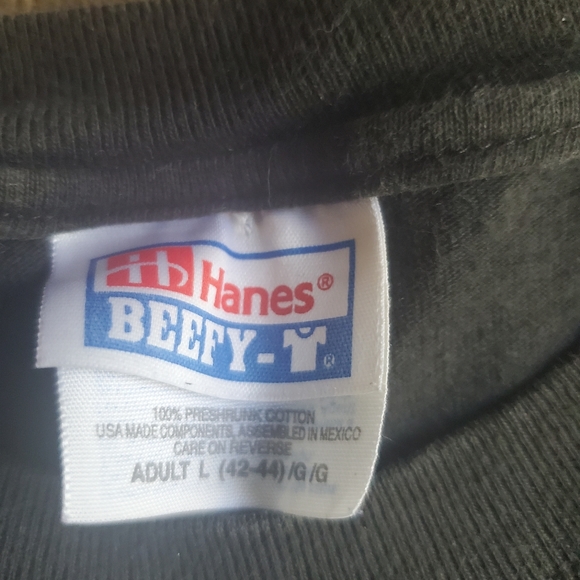 Hanes®
BEEFY-T®
100% PRESHRUNK COTTON
USA MADE COMPONENTS, ASSEMBLED IN MEXICO
CARE ON REVERSE
ADULT L (42-44)/G/G